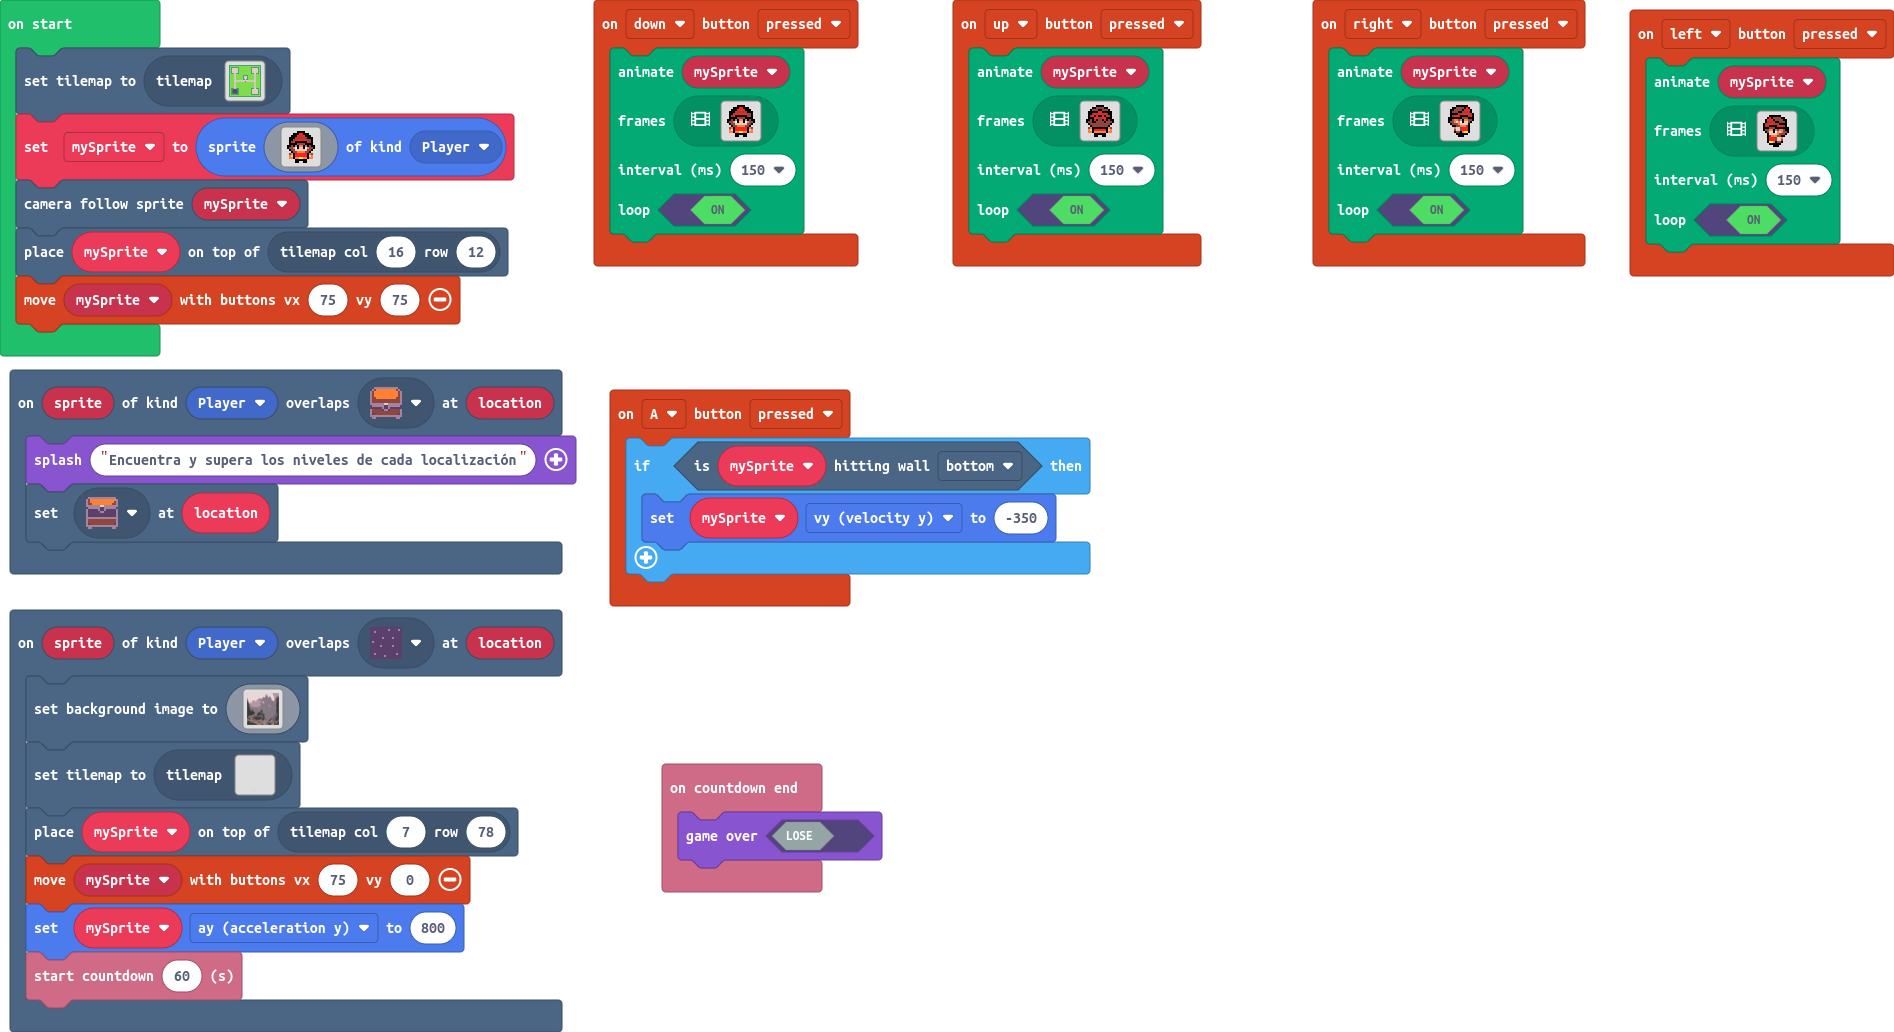 on start
set tilemap to tilemap
set mySprite to sprite of kind Player
camera follow sprite mySprite
place mySprite on top of tilemap col 16 row 12
move mySprite with buttons vx 75 vy 75
on sprite of kind Player overlaps at location
splash "Encuentra y supera los niveles de cada localización"
set at location
on sprite of kind Player overlaps at location
set background image to
set tilemap to tilemap
place mySprite on top of tilemap col 7 row 78
move mySprite with buttons vx 75 vy 0
set mySprite ay (acceleration y) to 800
start countdown 60 (s)
on down button pressed
animate mySprite
frames
interval (ms) 150
loop ON
on up button pressed
animate mySprite
frames
interval (ms) 150
loop ON
on right button pressed
animate mySprite
frames
interval (ms) 150
loop ON
on left button pressed
animate mySprite
frames
interval (ms) 150
loop ON
on A button pressed
if is mySprite hitting wall bottom then
set mySprite vy (velocity y) to -350
on countdown end
game over LOSE